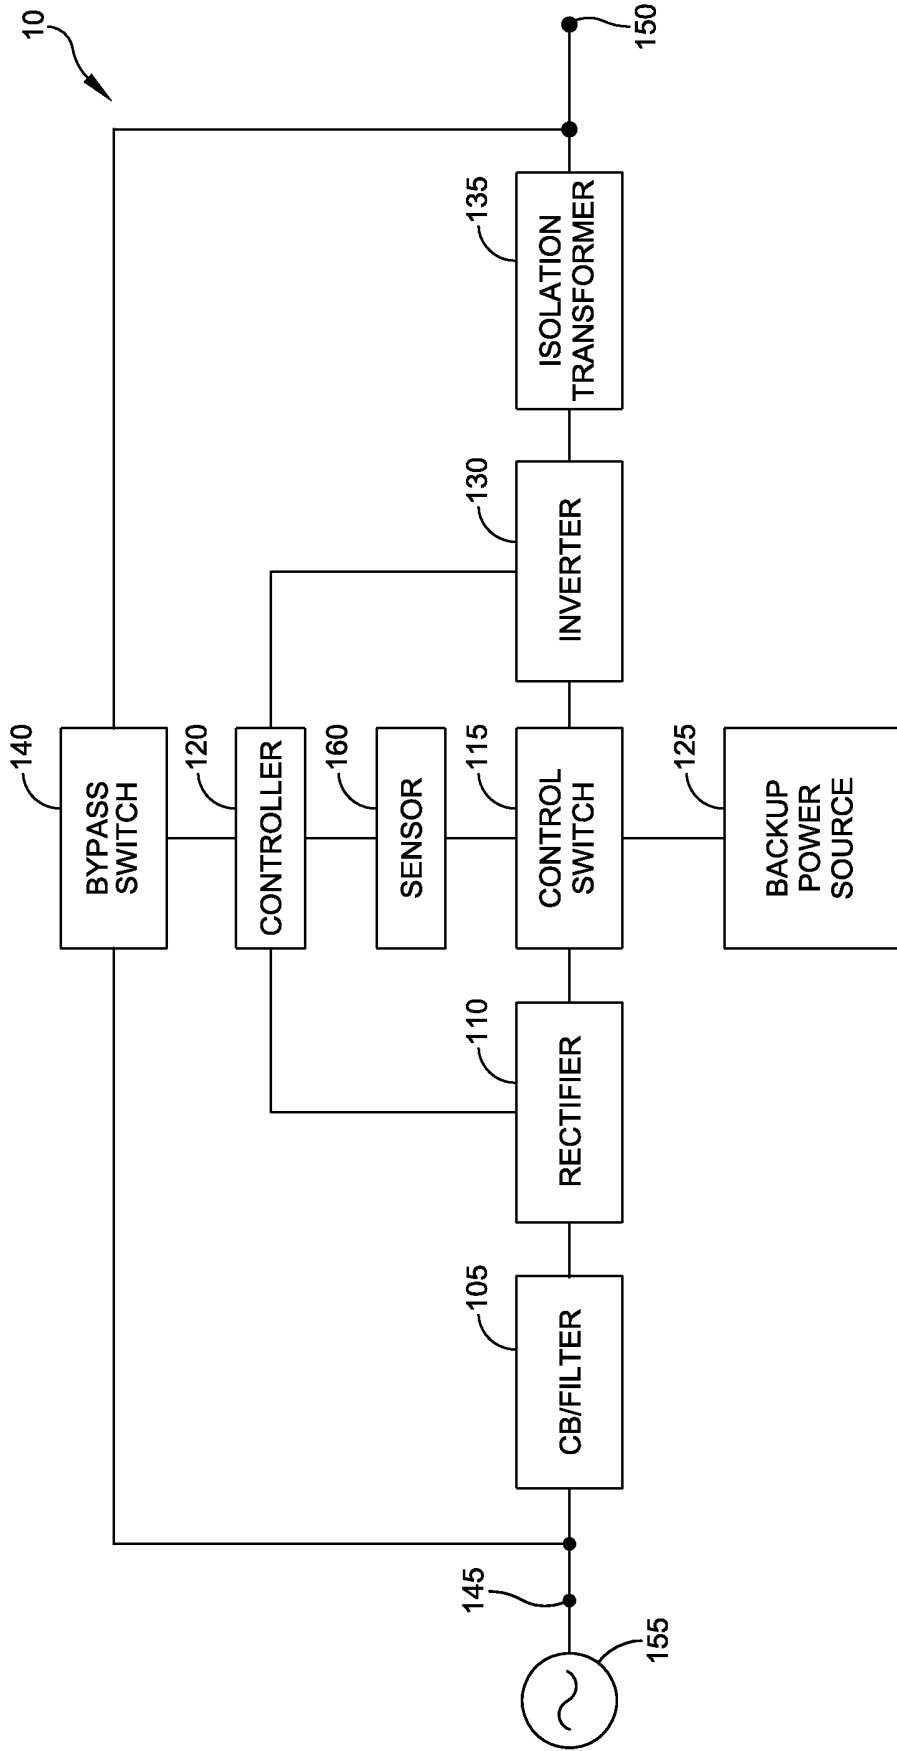 10
140
BYPASS
SWITCH
120
CONTROLLER
160
SENSOR
145
105
CB/FILTER
110
RECTIFIER
115
CONTROL
SWITCH
130
INVERTER
135
ISOLATION
TRANSFORMER
150
155
125
BACKUP
POWER
SOURCE